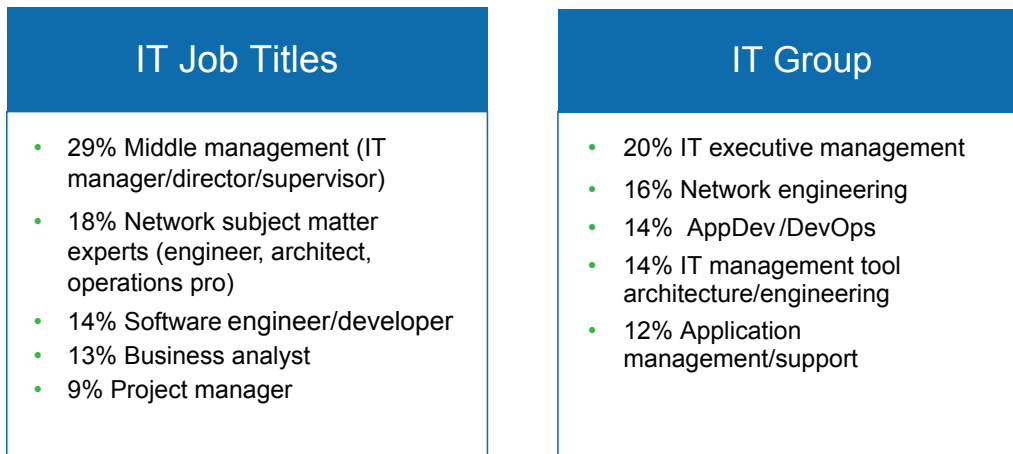 IT Job Titles
• 29% Middle management (IT
manager/director/supervisor)
• 18% Network subject matter
experts (engineer, architect,
operations pro)
• 14% Software engineer/developer
• 13% Business analyst
• 9% Project manager
IT Group
• 20% IT executive management
• 16% Network engineering
• 14% AppDev/DevOps
• 14% IT management tool
architecture/engineering
• 12% Application
management/support